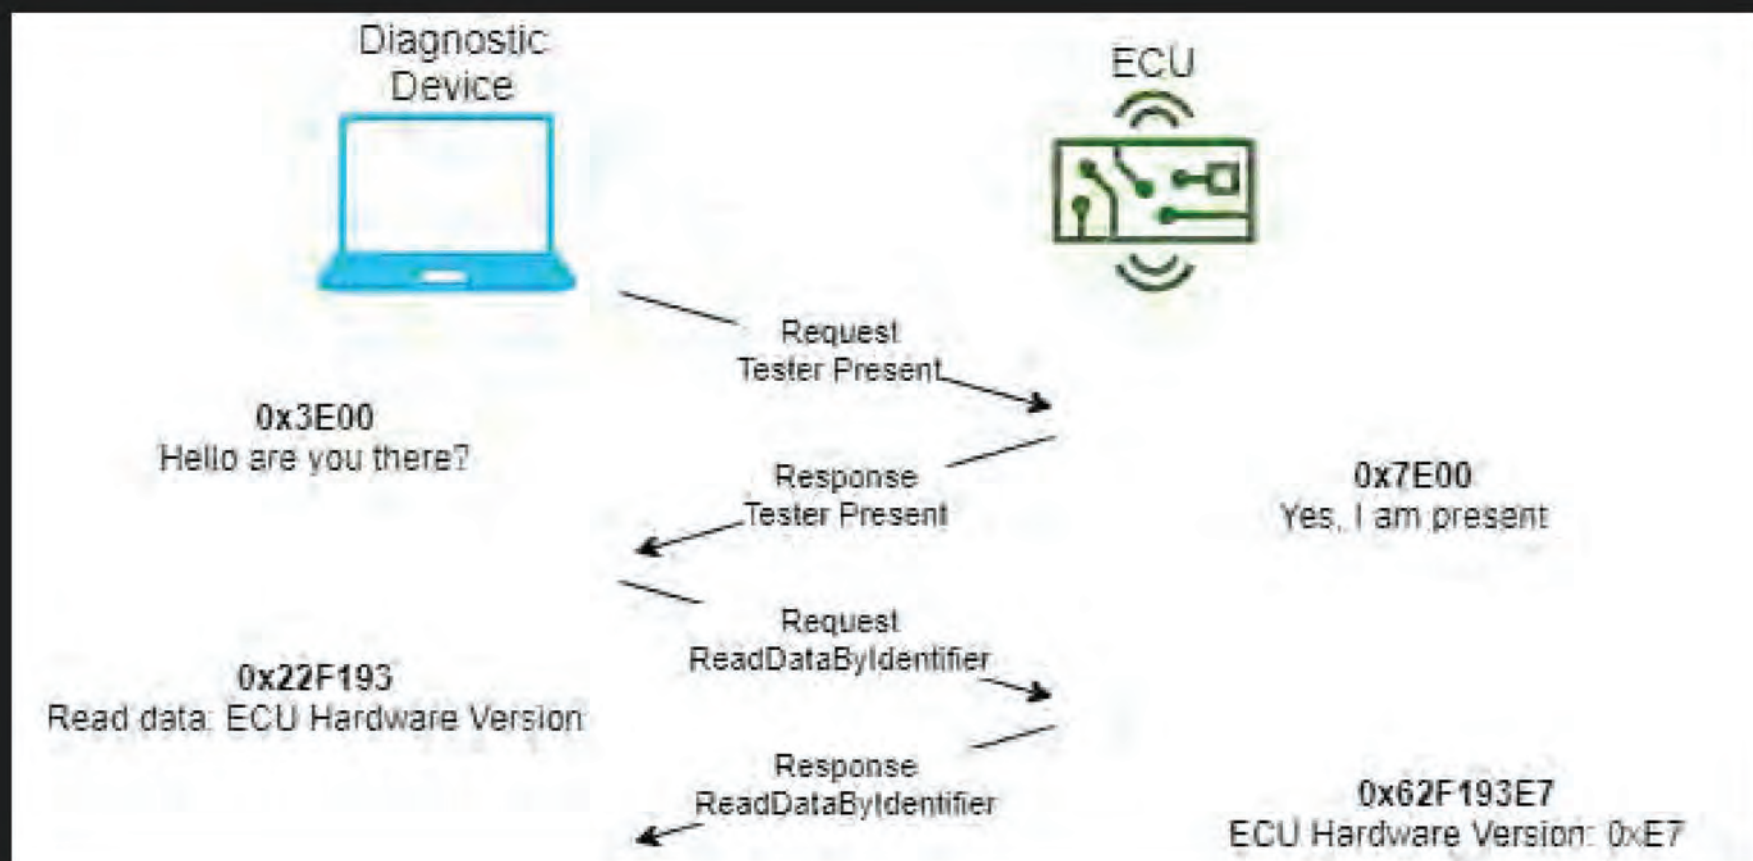 Diagnostic
Device
ECU
Request
Tester Present
0x3E00
Hello are you there?
Response
Tester Present
0x7E00
Yes, I am present
Request
ReadDataByIdentifier
0x22F193
Read data: ECU Hardware Version
Response
ReadDataByIdentifier
0x62F193E7
ECU Hardware Version: 0xE7